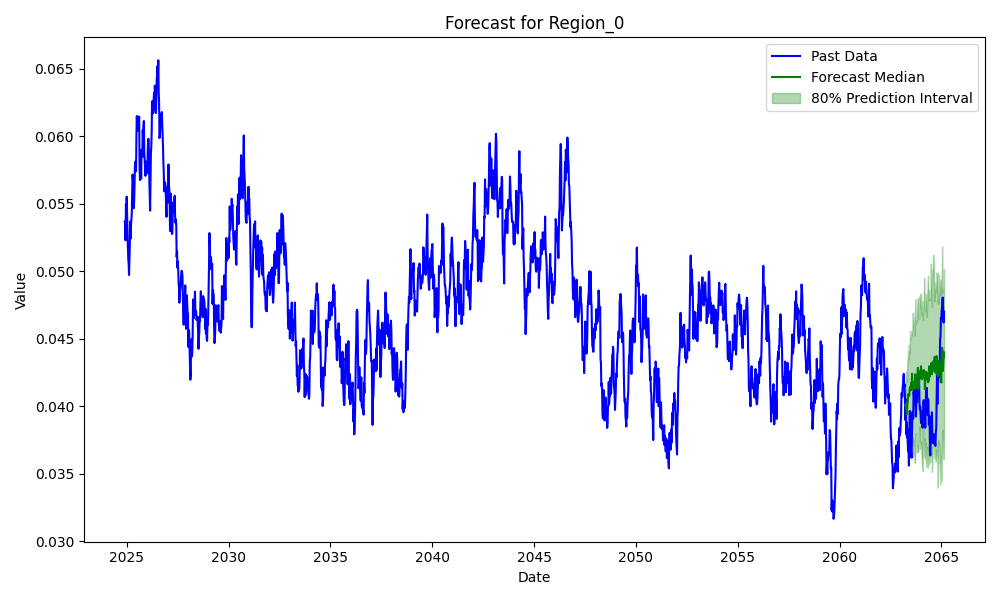 Forecast for Region_0
Past Data
Forecast Median
80% Prediction Interval
Value
0.065
0.060
0.055
0.050
0.045
0.040
0.035
0.030
2025
2030
2035
2040
2045
2050
2055
2060
2065
Date